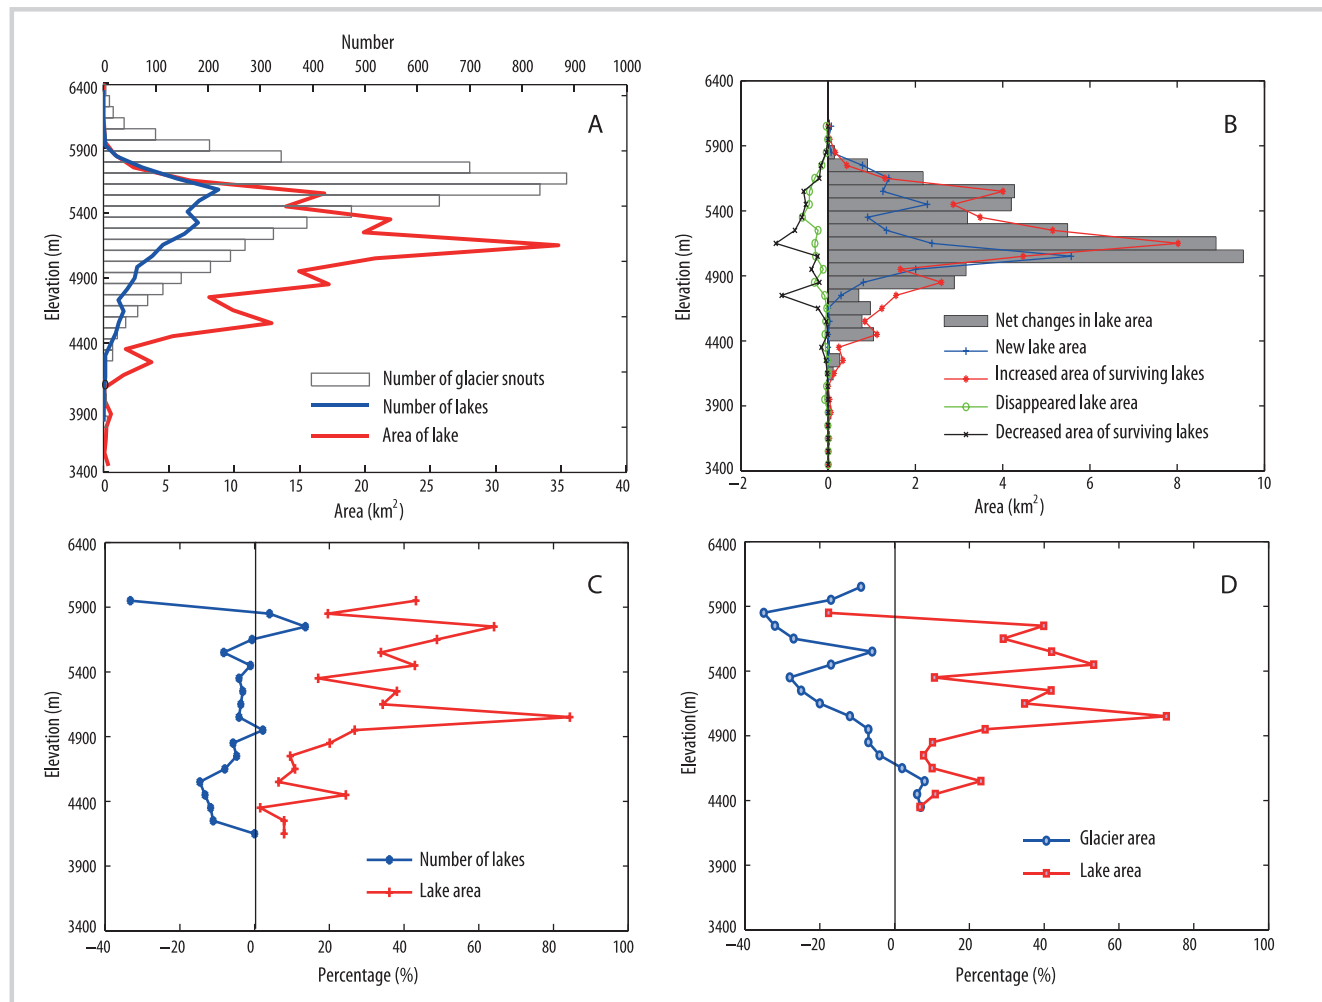 Number
0 100 200 300 400 500 600 700 800 900 1000
6400
5900
5400
4900
4400
3900
3400
Elevation (m)
A
Number of glacier snouts
Number of lakes
Area of lake
0 5 10 15 20 25 30 35 40
Area (km²)
6400
5900
5400
4900
4400
3900
3400
Elevation (m)
B
Net changes in lake area
New lake area
Increased area of surviving lakes
Disappeared lake area
Decreased area of surviving lakes
−2 0 2 4 6 8 10
Area (km²)
6400
5900
5400
4900
4400
3900
3400
Elevation (m)
C
Number of lakes
Lake area
−40 −20 0 20 40 60 80 100
Percentage (%)
6400
5900
5400
4900
4400
3900
3400
Elevation(m)
D
Glacier area
Lake area
−40 −20 0 20 40 60 80 100
Percentage (%)